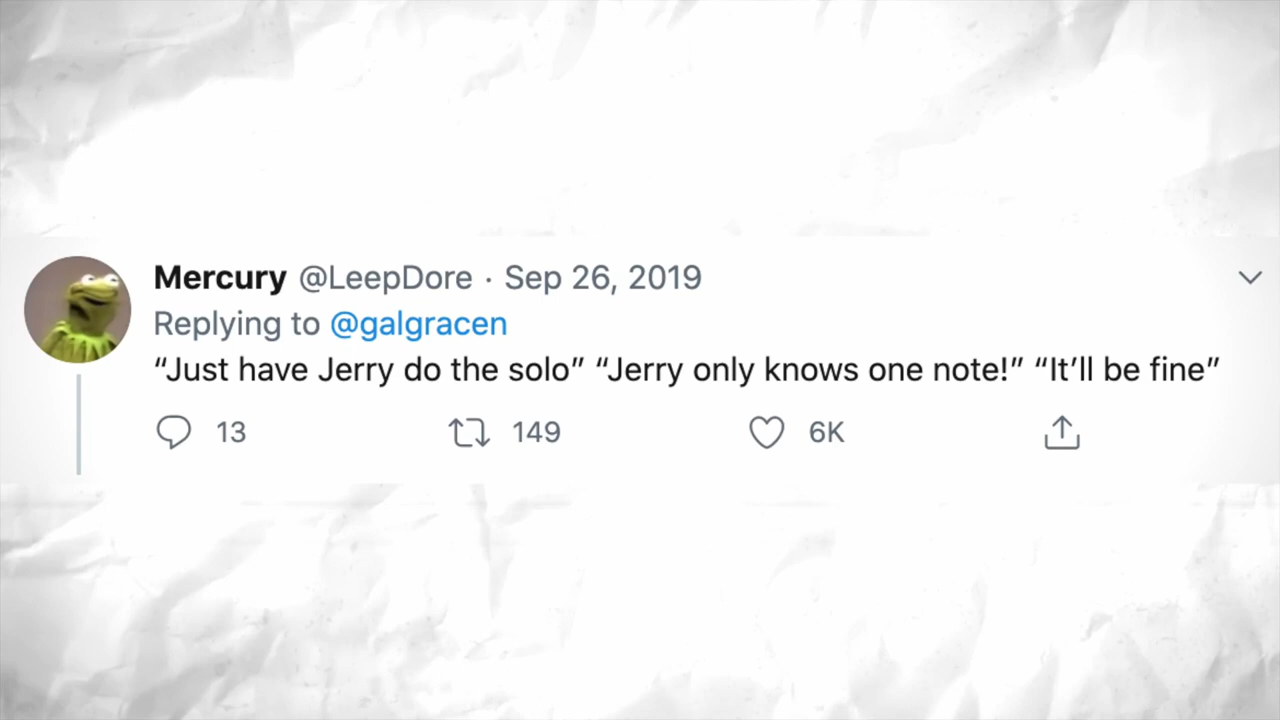 Mercury @LeepDore · Sep 26, 2019
Replying to @galgracen
“Just have Jerry do the solo” “Jerry only knows one note!” “It’ll be fine”
13 149 6K